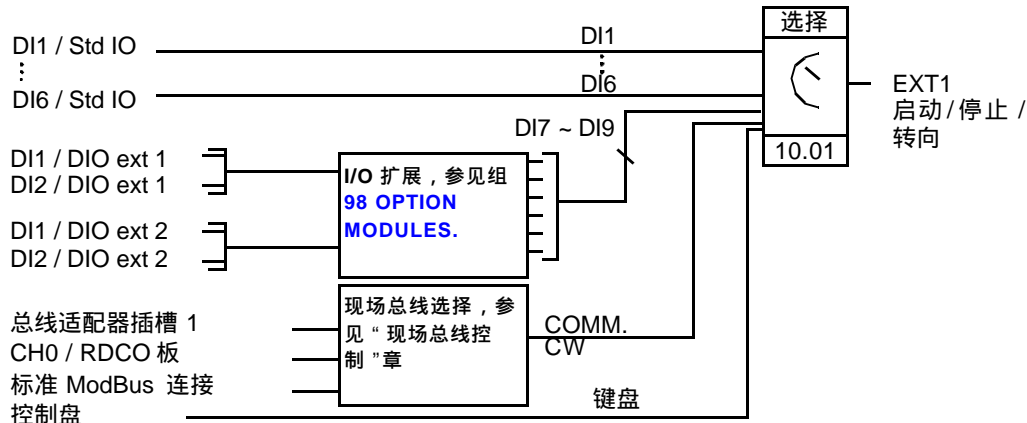 选择
DI1 / Std IO
DI1
DI6 / Std IO
DI6
EXT1
启动/停止 /
转向
DI7 ~ DI9
10.01
DI1 / DIO ext 1
DI2 / DIO ext 1
I/O 扩展，参见组
98 OPTION
MODULES.
DI1 / DIO ext 2
DI2 / DIO ext 2
现场总线选择，参
见 “ 现场总线控
制 ”章
总线适配器插槽 1
CH0 / RDCO 板
标准 ModBus 连接
控制盘
COMM.
CW
键盘